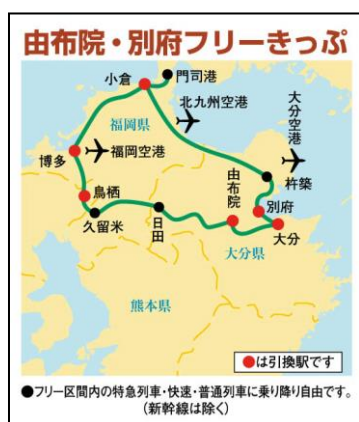 由布院・別府フリーきっぷ
小倉
門司港
北九州空港
大分空港
福岡県
博多
福岡空港
杵築
鳥栖
由布院
別府
久留米
日田
大分
大分県
熊本県
●は引換駅です
●フリー区間内の特急列車・快速・普通列車に乗り降り自由です。
(新幹線は除く)